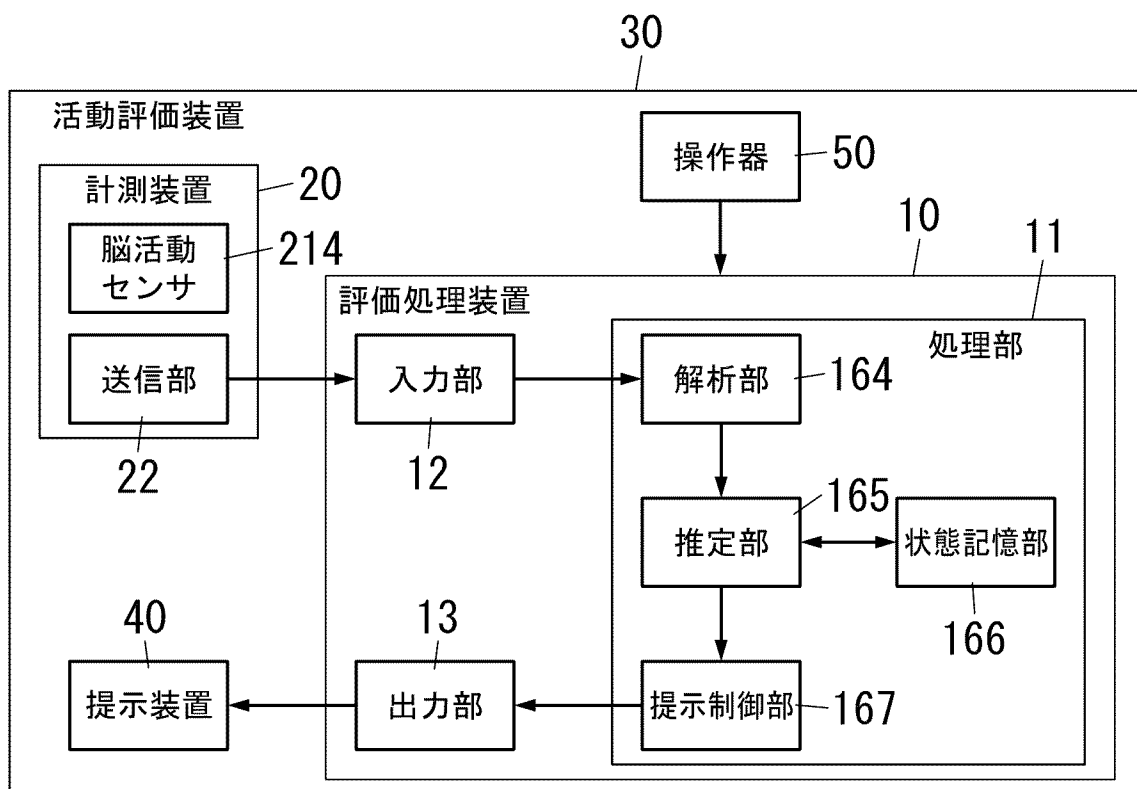 30
活動評価装置
操作器
50
計測装置
20
脳活動
センサ
214
10
11
評価処理装置
処理部
送信部
22
入力部
12
解析部
164
推定部
165
状態記憶部
166
40
提示装置
13
出力部
提示制御部
167